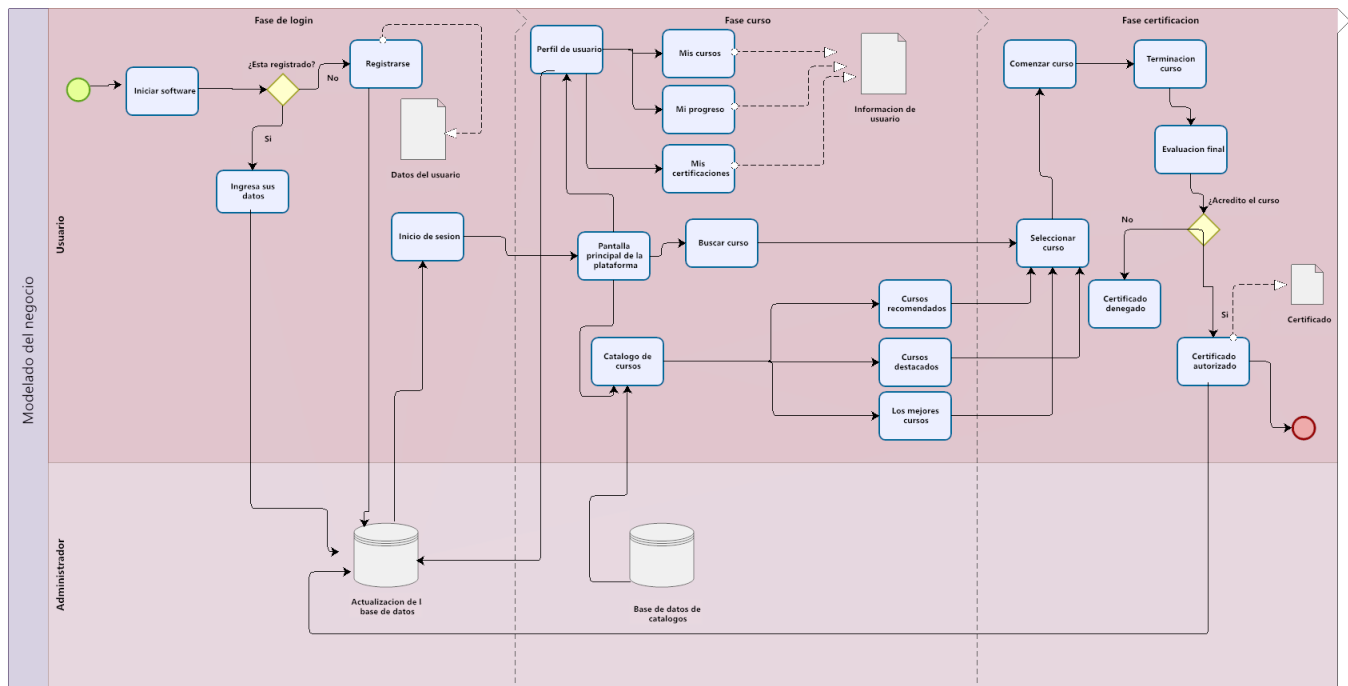 Modelado del negocio
Usuario
Administrador
Fase de login
Fase curso
Fase certificacion
Iniciar software
¿Esta registrado?
No
Si
Registrarse
Datos del usuario
Ingresa sus
datos
Inicio de sesion
Actualizacion de l
base de datos
Perfil de usuario
Mis cursos
Mi progreso
Mis
certificaciones
Informacion de
usuario
Pantalla
principal de la
plataforma
Buscar curso
Catalogo de
cursos
Cursos
recomendados
Cursos
destacados
Los mejores
cursos
Base de datos de
catalogos
Comenzar curso
Terminacion
curso
Evaluacion final
¿Acredito el curso
No
Si
Seleccionar
curso
Certificado
denegado
Certificado
autorizado
Certificado